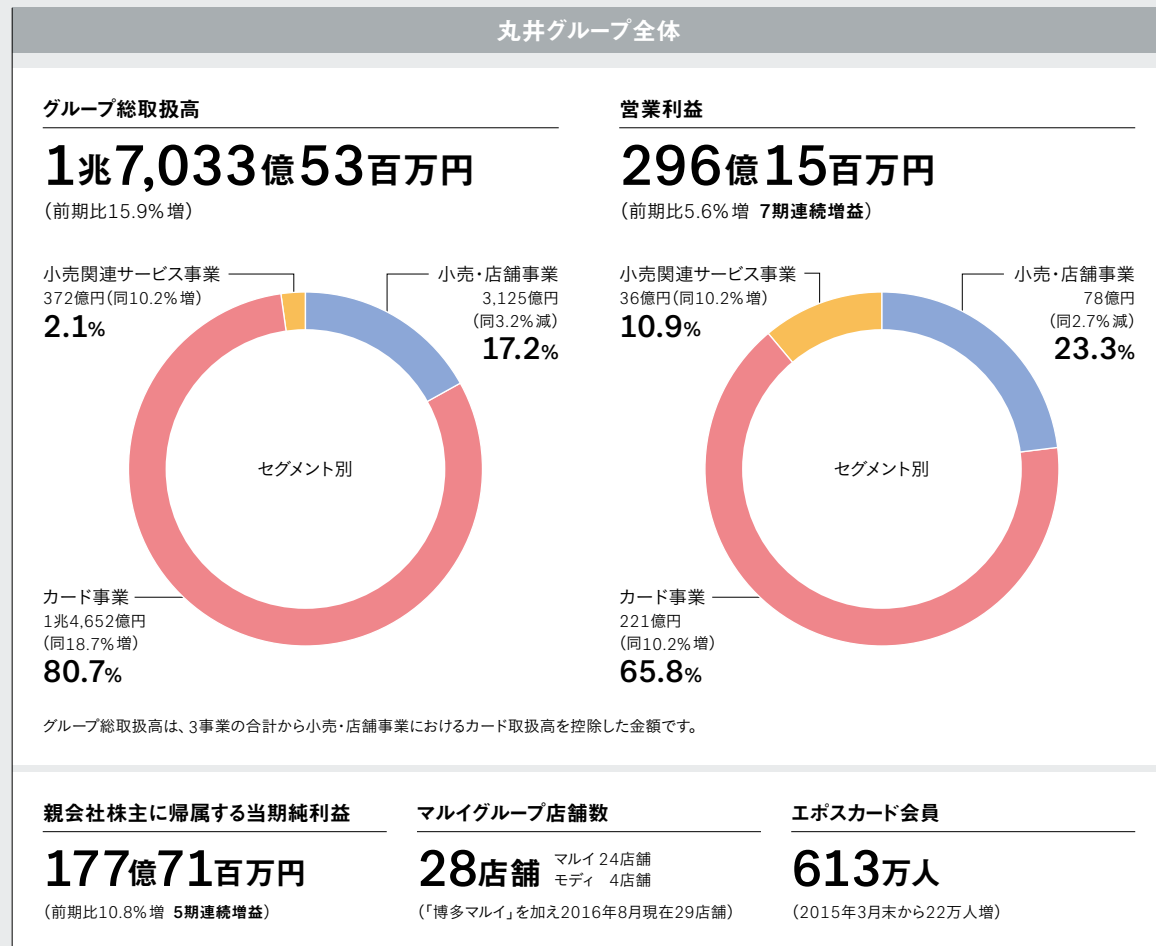 丸井グループ全体
グループ総取扱高
1兆7,033億53百万円
(前期比15.9%増)
小売関連サービス事業
372億円(同10.2%増)
2.1%
小売・店舗事業
3,125億円
(同3.2%減)
17.2%
セグメント別
カード事業
1兆4,652億円
(同18.7%増)
80.7%
営業利益
296億15百万円
(前期比5.6%増 7期連続増益)
小売関連サービス事業
36億円(同10.2%増)
10.9%
小売・店舗事業
78億円
(同2.7%減)
23.3%
セグメント別
カード事業
221億円
(同10.2%増)
65.8%
グループ総取扱高は、3事業の合計から小売・店舗事業におけるカード取扱高を控除した金額です。
親会社株主に帰属する当期純利益
177億71百万円
(前期比10.8%増 5期連続増益)
マルイグループ店舗数
28店舗
マルイ 24店舗
モディ 4店舗
(「博多マルイ」を加え2016年8月現在29店舗)
エポスカード会員
613万人
(2015年3月末から22万人増)